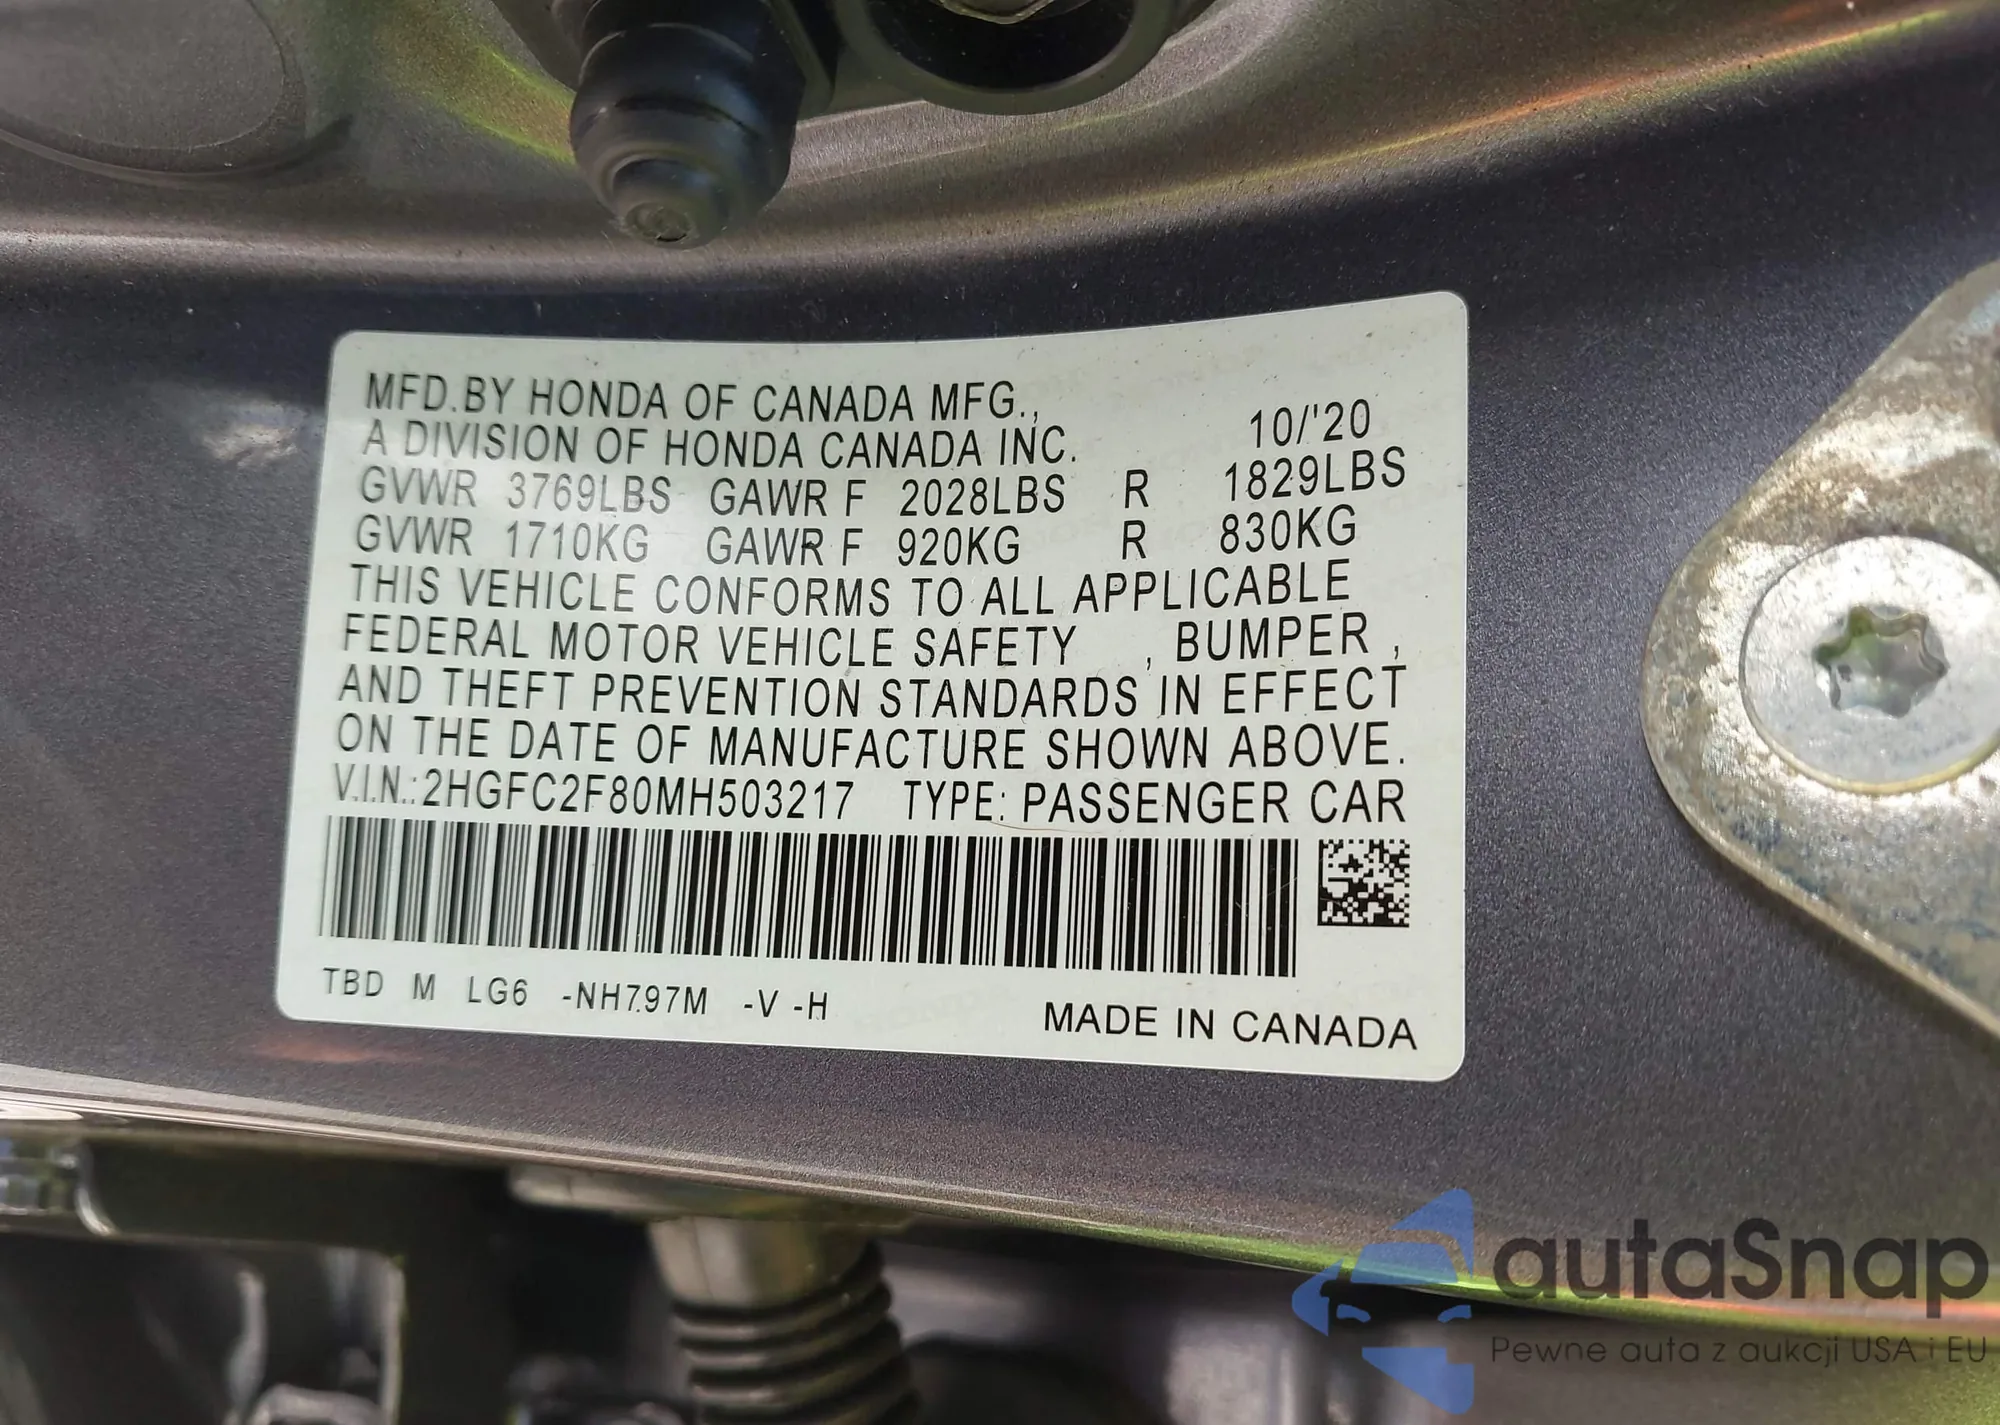 MFD.BY HONDA OF CANADA MFG.,
A DIVISION OF HONDA CANADA INC. 10/'20
GVWR 3769LBS GAWR F 2028LBS R 1829LBS
GVWR 1710KG GAWR F 920KG R 830KG
THIS VEHICLE CONFORMS TO ALL APPLICABLE
FEDERAL MOTOR VEHICLE SAFETY , BUMPER ,
AND THEFT PREVENTION STANDARDS IN EFFECT
ON THE DATE OF MANUFACTURE SHOWN ABOVE.
V.I.N.:2HGFC2F80MH503217 TYPE: PASSENGER CAR
TBD M LG6 -NH797M -V -H
MADE IN CANADA
autaSnap
Pewne auta z aukcji USA i EU